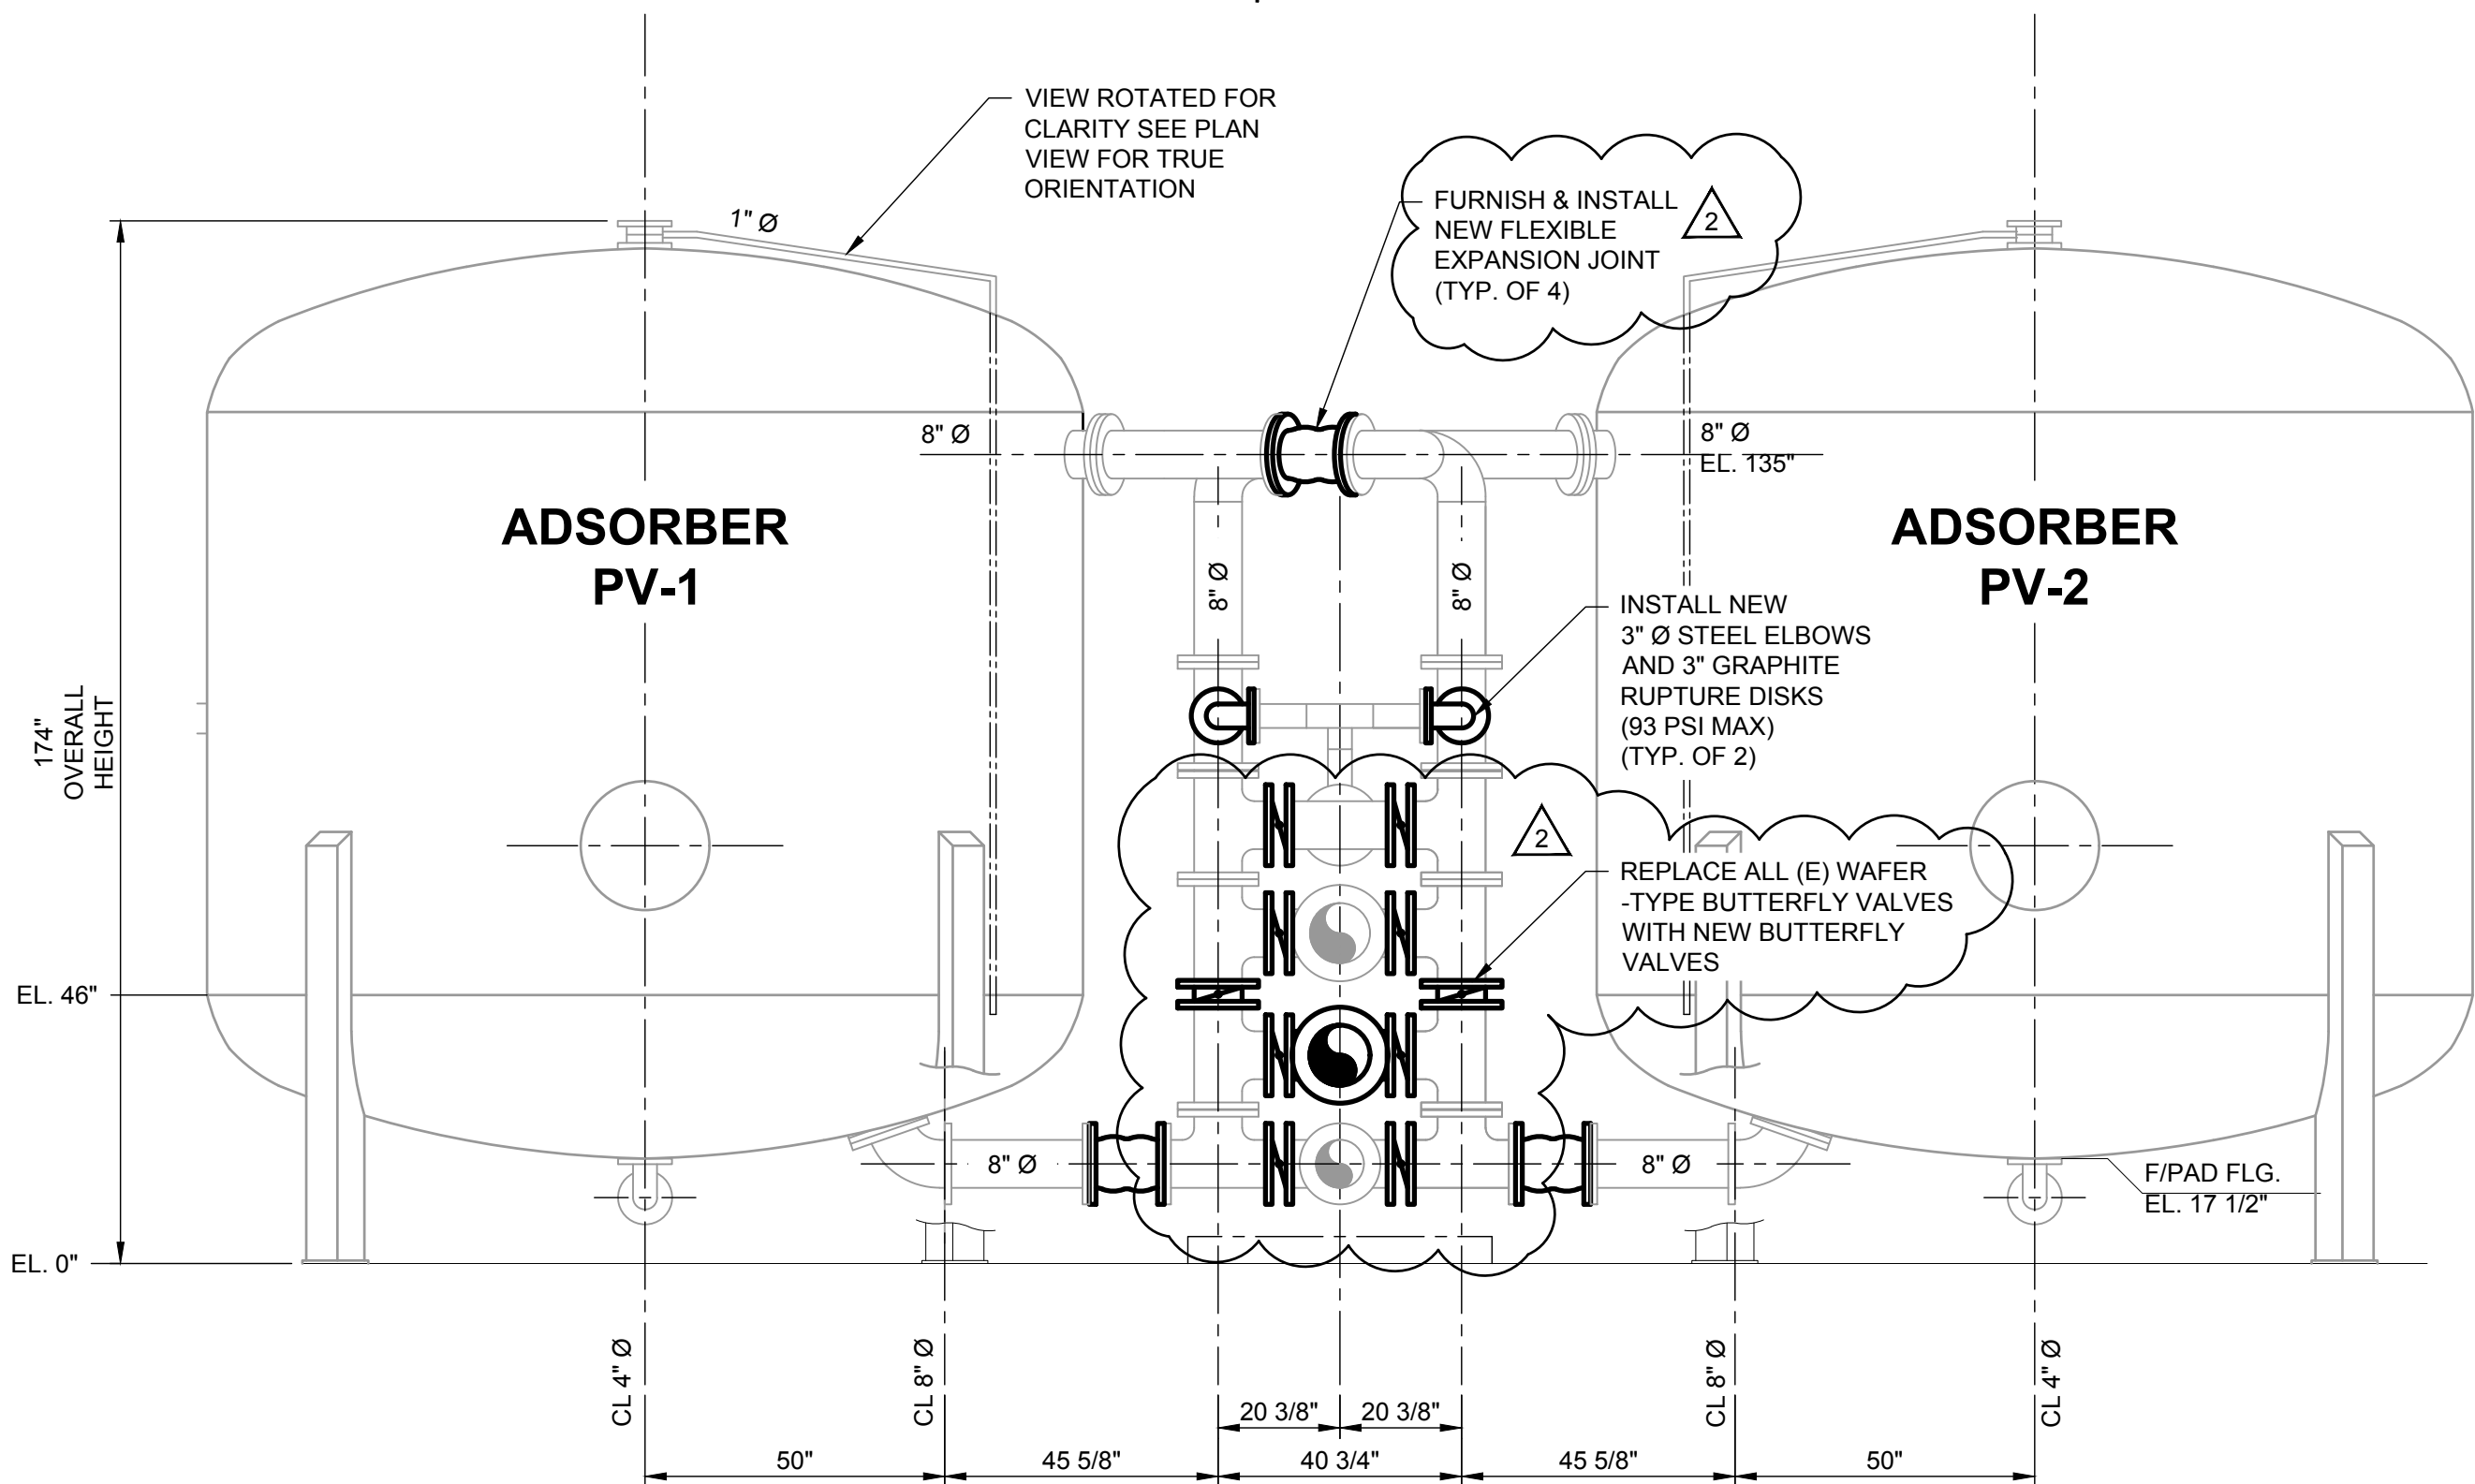 VIEW ROTATED FOR
CLARITY SEE PLAN
VIEW FOR TRUE
ORIENTATION
FURNISH & INSTALL
NEW FLEXIBLE
EXPANSION JOINT
(TYP. OF 4)
2
1" Ø
8" Ø
8" Ø
EL. 135"
ADSORBER
PV-1
ADSORBER
PV-2
8" Ø
8" Ø
INSTALL NEW
3" Ø STEEL ELBOWS
AND 3" GRAPHITE
RUPTURE DISKS
(93 PSI MAX)
(TYP. OF 2)
174"
OVERALL
HEIGHT
2
REPLACE ALL (E) WAFER
-TYPE BUTTERFLY VALVES
WITH NEW BUTTERFLY
VALVES
EL. 46"
8" Ø
8" Ø
F/PAD FLG.
EL. 17 1/2"
EL. 0"
CL 4" Ø
CL 8" Ø
CL 8" Ø
CL 4" Ø
20 3/8"
20 3/8"
50"
45 5/8"
40 3/4"
45 5/8"
50"